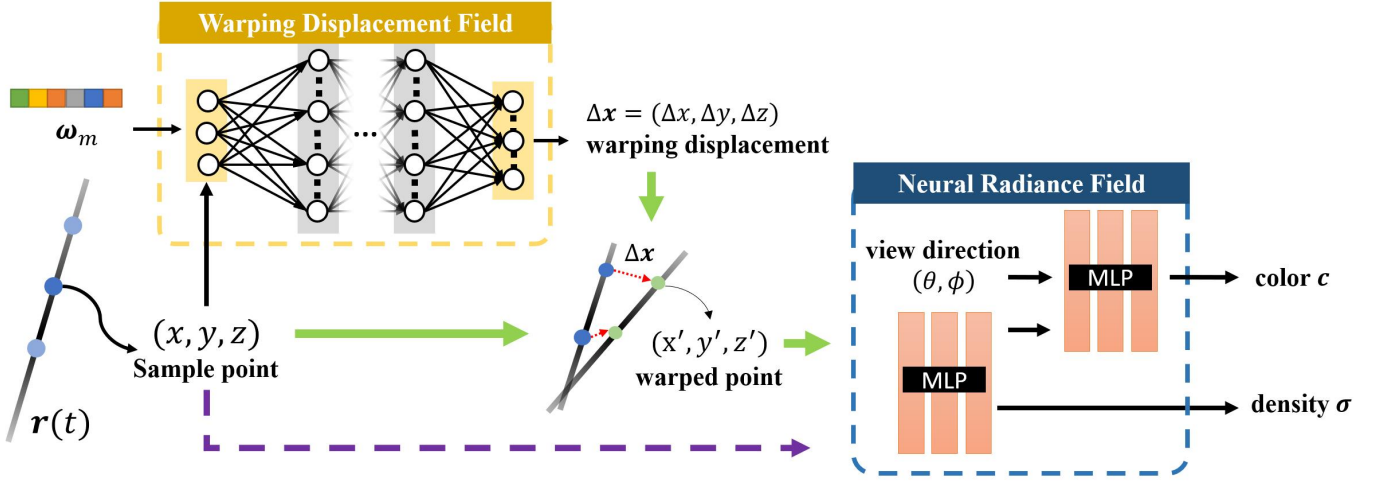 Warping Displacement Field
𝝎ₘ
...
Δ𝒙 = (Δ𝑥, Δ𝑦, Δ𝑧)
warping displacement
Neural Radiance Field
Δ𝒙
view direction
(𝜃, 𝜙)
MLP
color 𝒄
(𝑥, 𝑦, 𝑧)
Sample point
(x′, 𝑦′, 𝑧′)
warped point
MLP
density 𝝈
𝒓(𝑡)